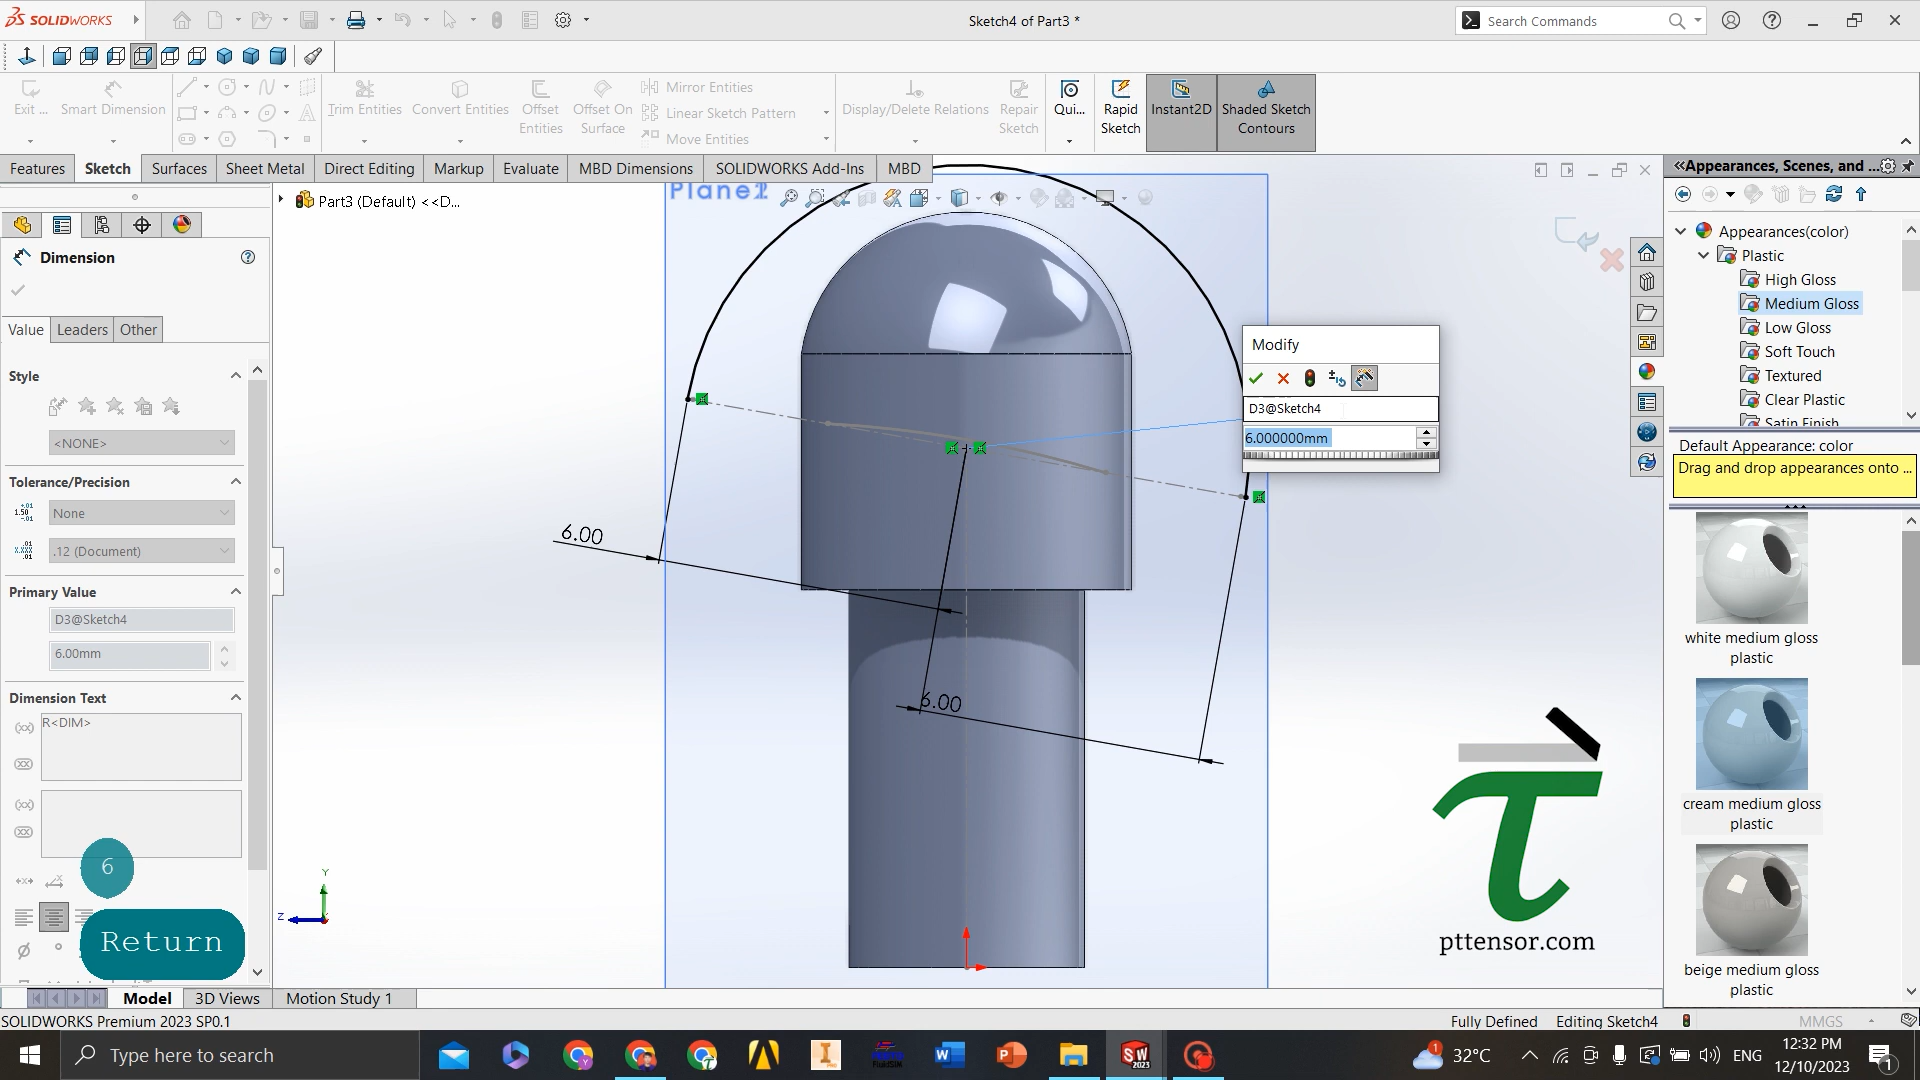 SOLIDWORKS
Sketch4 of Part3 *
Search Commands
Exit ...
Smart Dimension
Trim Entities
Convert Entities
Offset
Entities
Offset On
Surface
Mirror Entities
Linear Sketch Pattern
Move Entities
Display/Delete Relations
Repair
Sketch
Qui...
Rapid
Sketch
Instant2D
Shaded Sketch
Contours
Features
Sketch
Surfaces
Sheet Metal
Direct Editing
Markup
Evaluate
MBD Dimensions
SOLIDWORKS Add-Ins
MBD
Part3 (Default) <<D...
Dimension
Value
Leaders
Other
Style
<NONE>
Tolerance/Precision
None
.12 (Document)
Primary Value
D3@Sketch4
6.00mm
Dimension Text
R<DIM>
6
Return
6.00
6.00
Modify
D3@Sketch4
6.000000mm
Y
Z
pttensor.com
Appearances, Scenes, and ...
Appearances(color)
Plastic
High Gloss
Medium Gloss
Low Gloss
Soft Touch
Textured
Clear Plastic
Satin Finish
Default Appearance: color
Drag and drop appearances onto ...
white medium gloss
plastic
cream medium gloss
plastic
beige medium gloss
plastic
Model
3D Views
Motion Study 1
SOLIDWORKS Premium 2023 SP0.1
Fully Defined
Editing Sketch4
MMGS
Type here to search
32°C
ENG
12:32 PM
12/10/2023
1